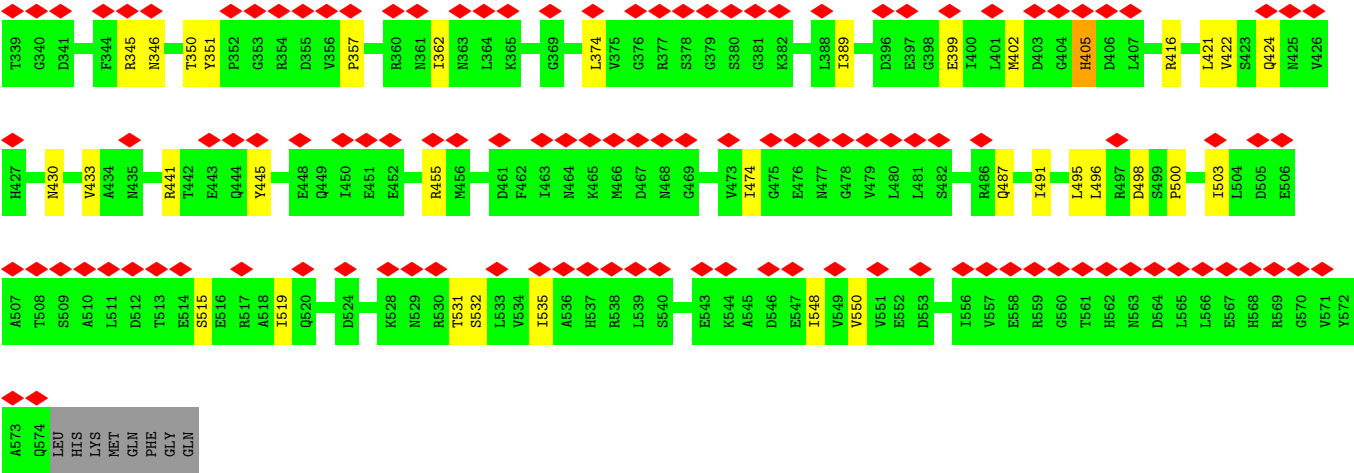 T339 G340 D341 F344 R345 N346 T350 Y351 P352 G353 R354 D355 V356 P357 R360 N361 I362 N363 L364 K365 G369 L374 V375 G376 R377 S378 G379 S380 G381 K382 L388 I389 D396 E397 G398 E399 I400 L401 M402 D403 G404 H405 D406 L407 R416 L421 V422 S423 Q424 N425 V426
H427 N430 V433 A434 N435 R441 T442 E443 Q444 Y445 E448 Q449 I450 E451 E452 R455 M456 D461 F462 I463 N464 K465 M466 D467 N468 G469 V473 I474 G475 E476 N477 G478 V479 L480 L481 S482 R486 Q487 I491 L495 L496 R497 D498 S499 P500 I503 L504 D505 E506
A507 T508 S509 A510 L511 D512 T513 E514 S515 E516 R517 A518 I519 Q520 D524 K528 N529 R530 T531 S532 L533 V534 I535 A536 H537 R538 L539 S540 E543 K544 A545 D546 E547 I548 V549 V550 V551 E552 D553 I556 V557 E558 R559 G560 T561 H562 N563 D564 L565 L566 E567 H568 R569 G570 V571 Y572
A573 Q574 LEU HIS LYS MET GLN PHE GLY GLN